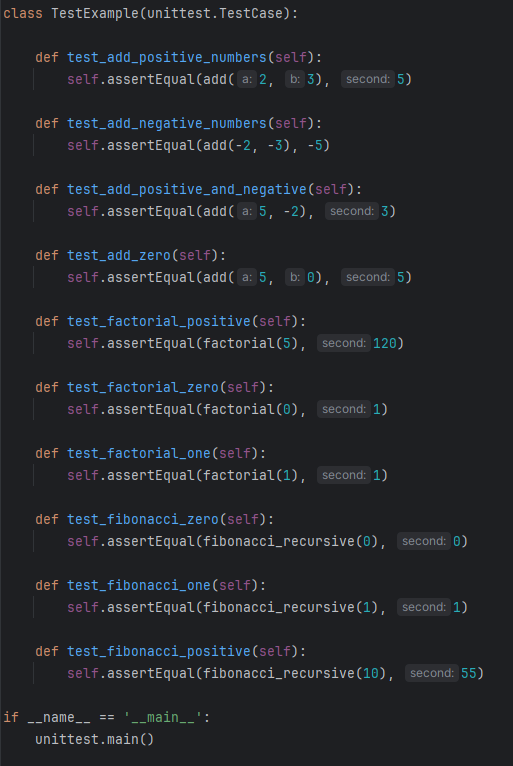 class TestExample(unittest.TestCase):
def test_add_positive_numbers(self):
self.assertEqual(add( a: 2, b: 3), second: 5)
def test_add_negative_numbers(self):
self.assertEqual(add(-2, -3), -5)
def test_add_positive_and_negative(self):
self.assertEqual(add( a: 5, -2), second: 3)
def test_add_zero(self):
self.assertEqual(add( a: 5, b: 0), second: 5)
def test_factorial_positive(self):
self.assertEqual(factorial(5), second: 120)
def test_factorial_zero(self):
self.assertEqual(factorial(0), second: 1)
def test_factorial_one(self):
self.assertEqual(factorial(1), second: 1)
def test_fibonacci_zero(self):
self.assertEqual(fibonacci_recursive(0), second: 0)
def test_fibonacci_one(self):
self.assertEqual(fibonacci_recursive(1), second: 1)
def test_fibonacci_positive(self):
self.assertEqual(fibonacci_recursive(10), second: 55)
if __name__ == '__main__':
unittest.main()